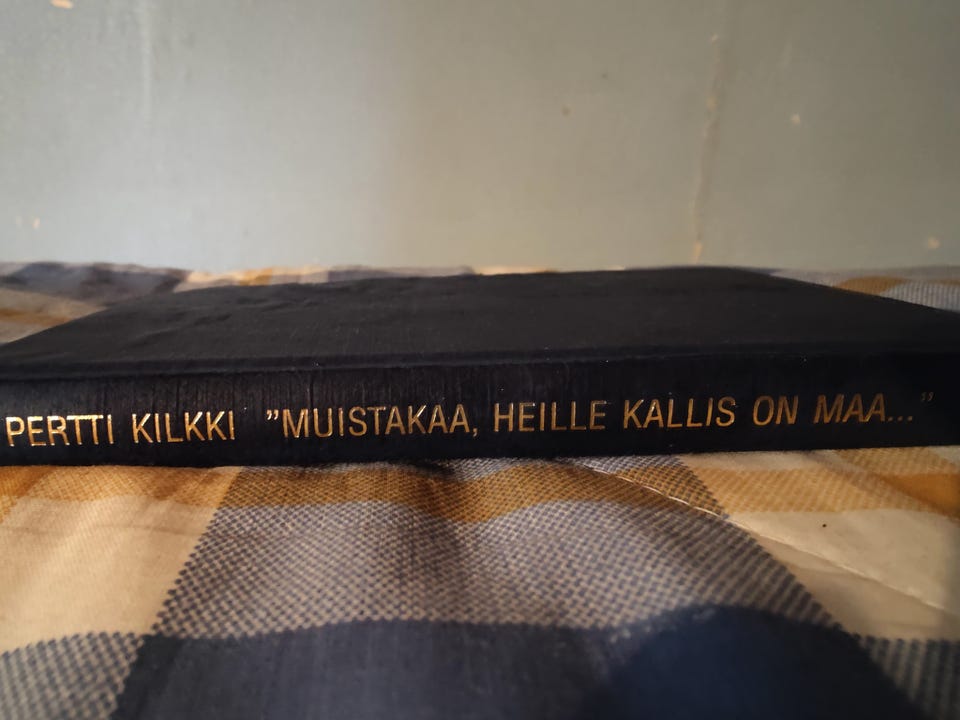 PERTTI KILKKI "MUISTAKAA, HEILLE KALLIS ON MAA..."